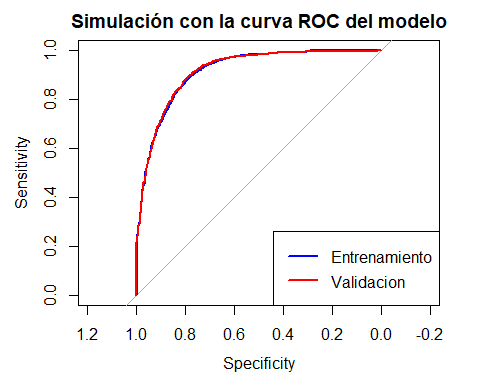 Simulación con la curva ROC del modelo
Sensitivity
1.0
0.8
0.6
0.4
0.2
0.0
Entrenamiento
Validacion
1.2 1.0 0.8 0.6 0.4 0.2 0.0 -0.2
Specificity